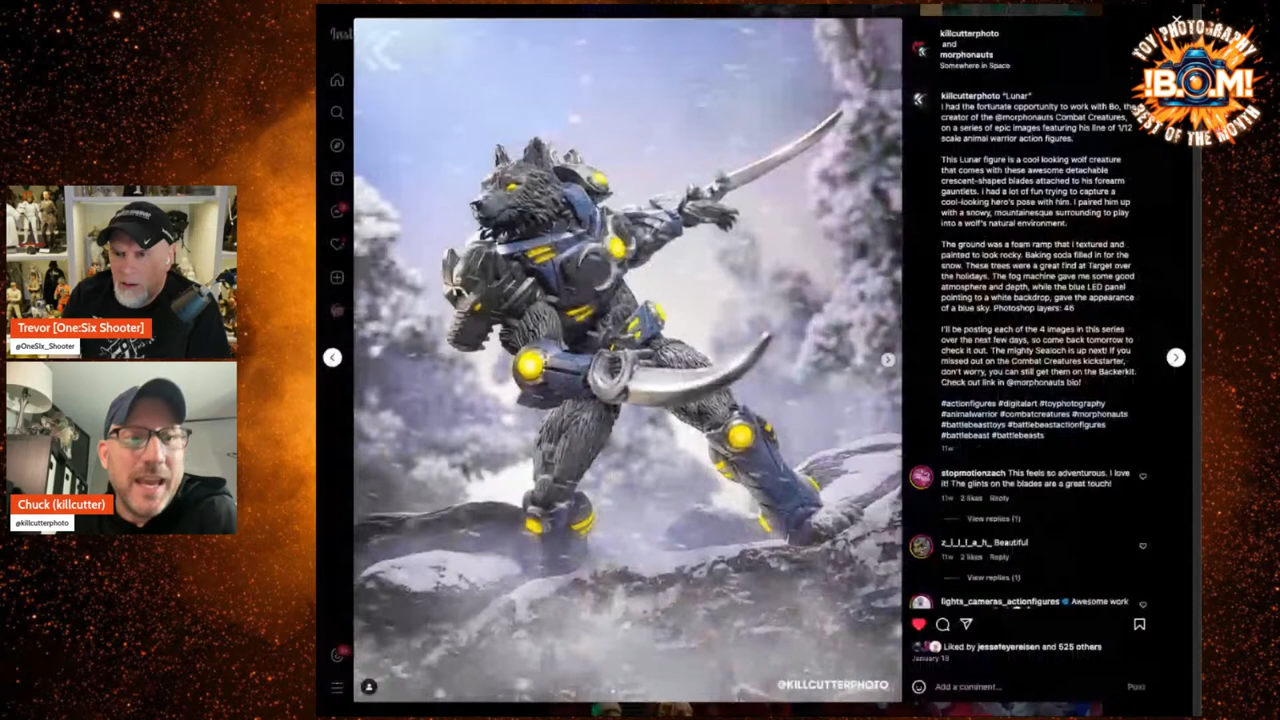 Trevor [One:Six Shooter]
@OneSix_Shooter
Chuck (killcutter)
@killcutterphoto
Inst
@KILLCUTTERPHOTO
killcutterphoto
and
morphonauts
Somewhere in Space
killcutterphoto "Lunar"
I had the fortunate opportunity to work with Bo, the
creator of the @morphonauts Combat Creatures,
on a series of epic images featuring his line of 1/12
scale animal warrior action figures.
This Lunar figure is a cool looking wolf creature
that comes with these awesome detachable
crescent-shaped blades attached to his forearm
gauntlets. I had a lot of fun trying to capture a
cool-looking hero's pose with him. I paired him up
with a snowy, mountainesque surrounding to play
into a wolf's natural environment.
The ground was a foam ramp that I textured and
painted to look rocky. Baking soda filled in for the
snow. These trees were a great find at Target over
the holidays. The fog machine gave me some good
atmosphere and depth, while the blue LED panel
pointing to a white backdrop, gave the appearance
of a blue sky. Photoshop layers: 46
I'll be posting each of the 4 images in this series
over the next few days, so come back tomorrow to
check it out. The mighty Sealoch is up next! If you
missed out on the Combat Creatures kickstarter,
don't worry, you can still get them on the Backerkit.
Check out link in @morphonauts bio!
#actionfigures #digitalart #toyphotography
#animalwarrior #combatcreatures #morphonauts
#battlebeasttoys #battlebeastactionfigures
#battlebeast #battlebeasts
11w
stopmotionzach This feels so adventurous. I love
it! The glints on the blades are a great touch!
11w 2 likes Reply
View replies (1)
z_i_l_l_a_h_ Beautiful
11w 2 likes Reply
View replies (1)
lights_cameras_actionfigures Awesome work
Liked by jessefeyereisen and 525 others
January 13
Add a comment...
Post
TOY PHOTOGRAPHY
!B.O.M!
BEST OF THE MONTH